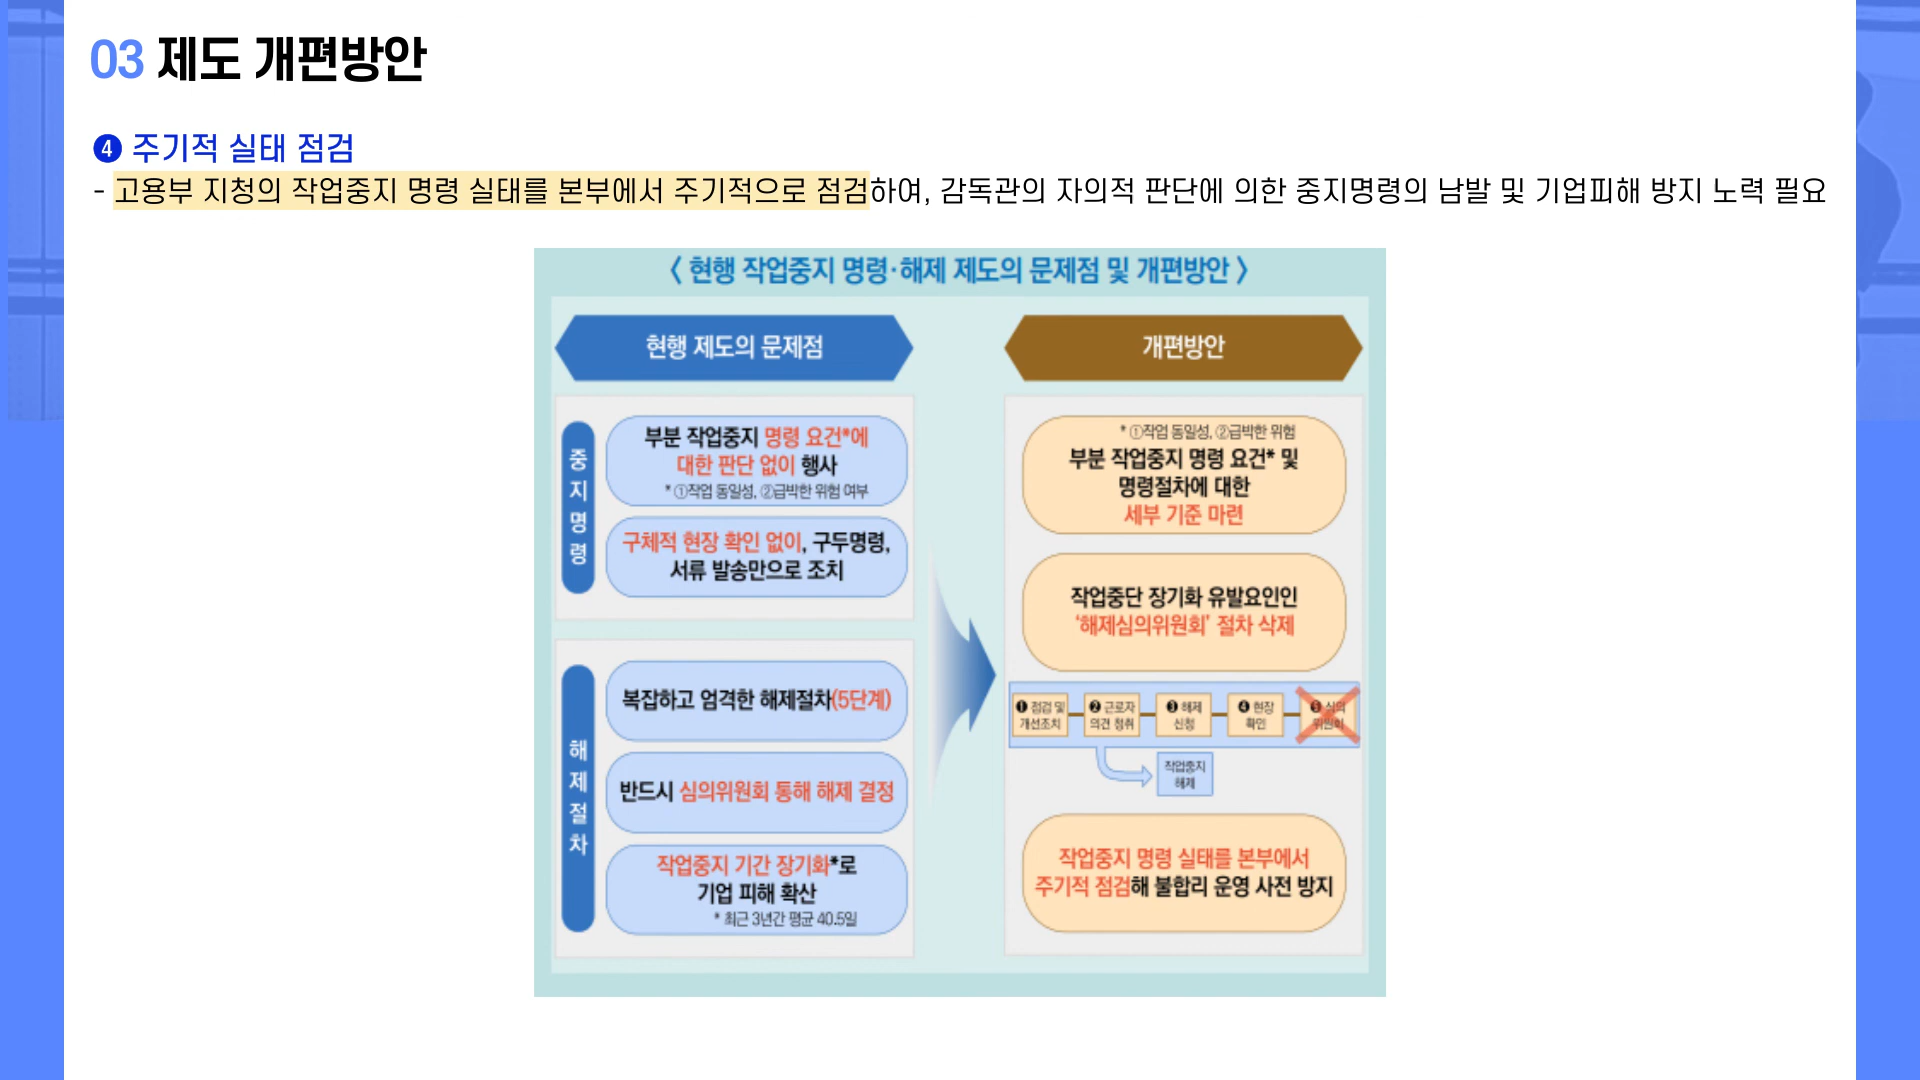 03 제도 개편방안
❹ 주기적 실태 점검
- 고용부 지청의 작업중지 명령 실태를 본부에서 주기적으로 점검하여, 감독관의 자의적 판단에 의한 중지명령의 남발 및 기업피해 방지 노력 필요
〈 현행 작업중지 명령·해제 제도의 문제점 및 개편방안 〉
현행 제도의 문제점
중지명령
부분 작업중지 명령 요건*에
대한 판단 없이 행사
* ①작업 동일성, ②급박한 위험 여부
구체적 현장 확인 없이, 구두명령,
서류 발송만으로 조치
해제절차
복잡하고 엄격한 해제절차(5단계)
반드시 심의위원회 통해 해제 결정
작업중지 기간 장기화*로
기업 피해 확산
* 최근 3년간 평균 40.5일
개편방안
* ①작업 동일성, ②급박한 위험
부분 작업중지 명령 요건* 및
명령절차에 대한
세부 기준 마련
작업중단 장기화 유발요인인
‘해제심의위원회’ 절차 삭제
❶ 점검 및
개선조치
❷ 근로자
의견 청취
❸ 해제
신청
❹ 현장
확인
❺ 심의
위원회
작업중지
해제
작업중지 명령 실태를 본부에서
주기적 점검해 불합리 운영 사전 방지